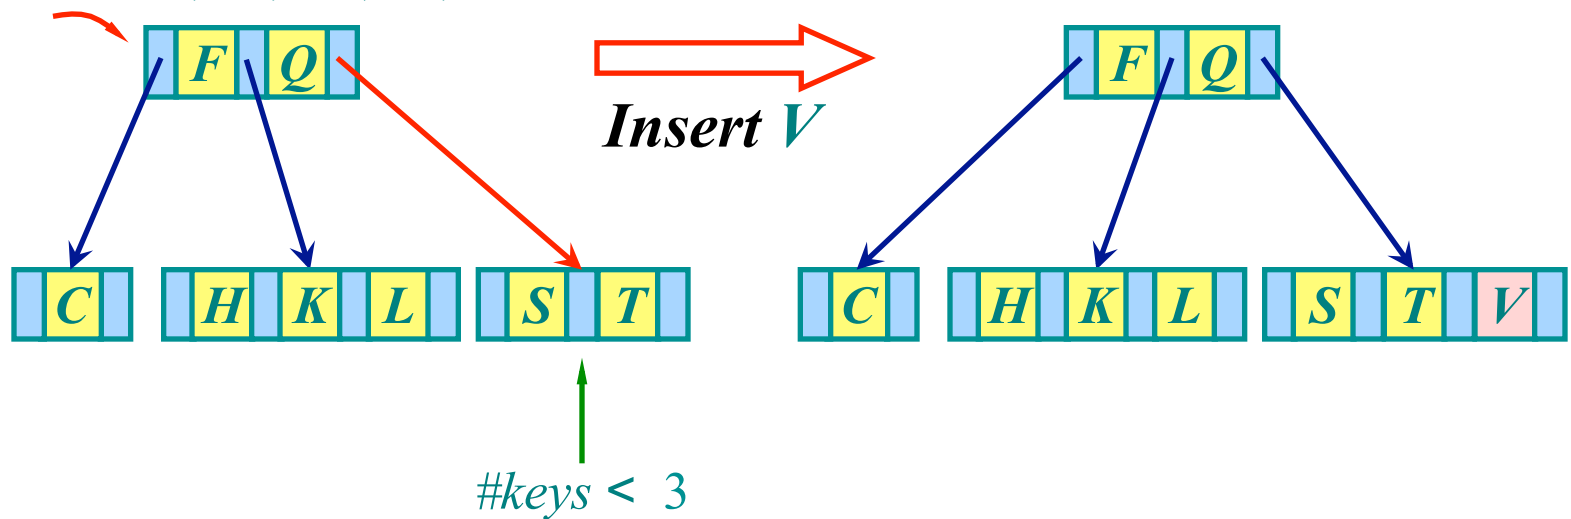 F Q
F Q
Insert V
C
H K L
S T
C
H K L
S T V
#keys < 3